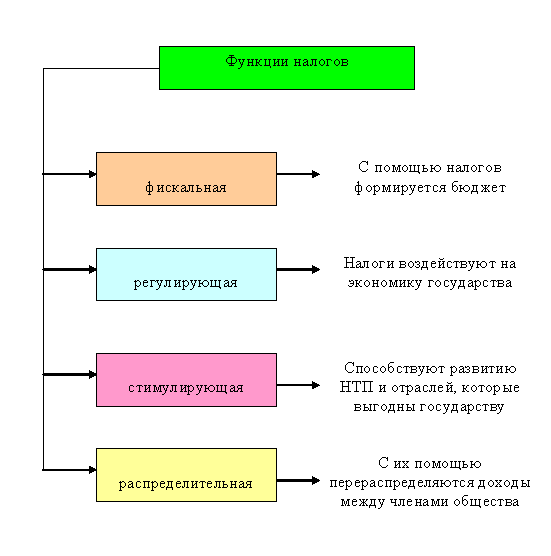 Функции налогов
фискальная
С помощью налогов
формируется бюджет
регулирующая
Налоги воздействуют на
экономику государства
стимулирующая
Способствуют развитию
НТП и отраслей, которые
выгодны государству
распределительная
С их помощью
перераспределяются доходы
между членами общества